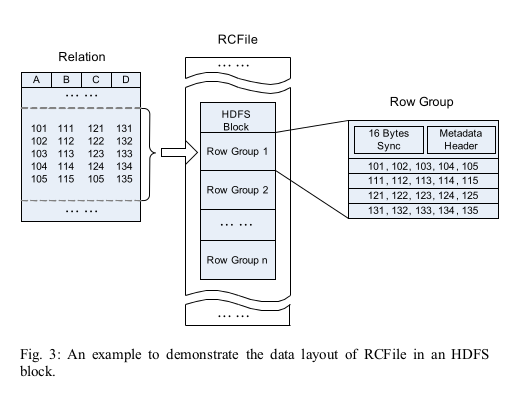 RCFile
Relation
A B C D
... ...
101 111 121 131
102 112 122 132
103 113 123 133
104 114 124 134
105 115 105 135
... ...
... ...
HDFS
Block
Row Group 1
Row Group 2
... ...
Row Group n
... ...
Row Group
16 Bytes
Sync
Metadata
Header
101, 102, 103, 104, 105
111, 112, 113, 114, 115
121, 122, 123, 124, 125
131, 132, 133, 134, 135
Fig. 3: An example to demonstrate the data layout of RCFile in an HDFS
block.